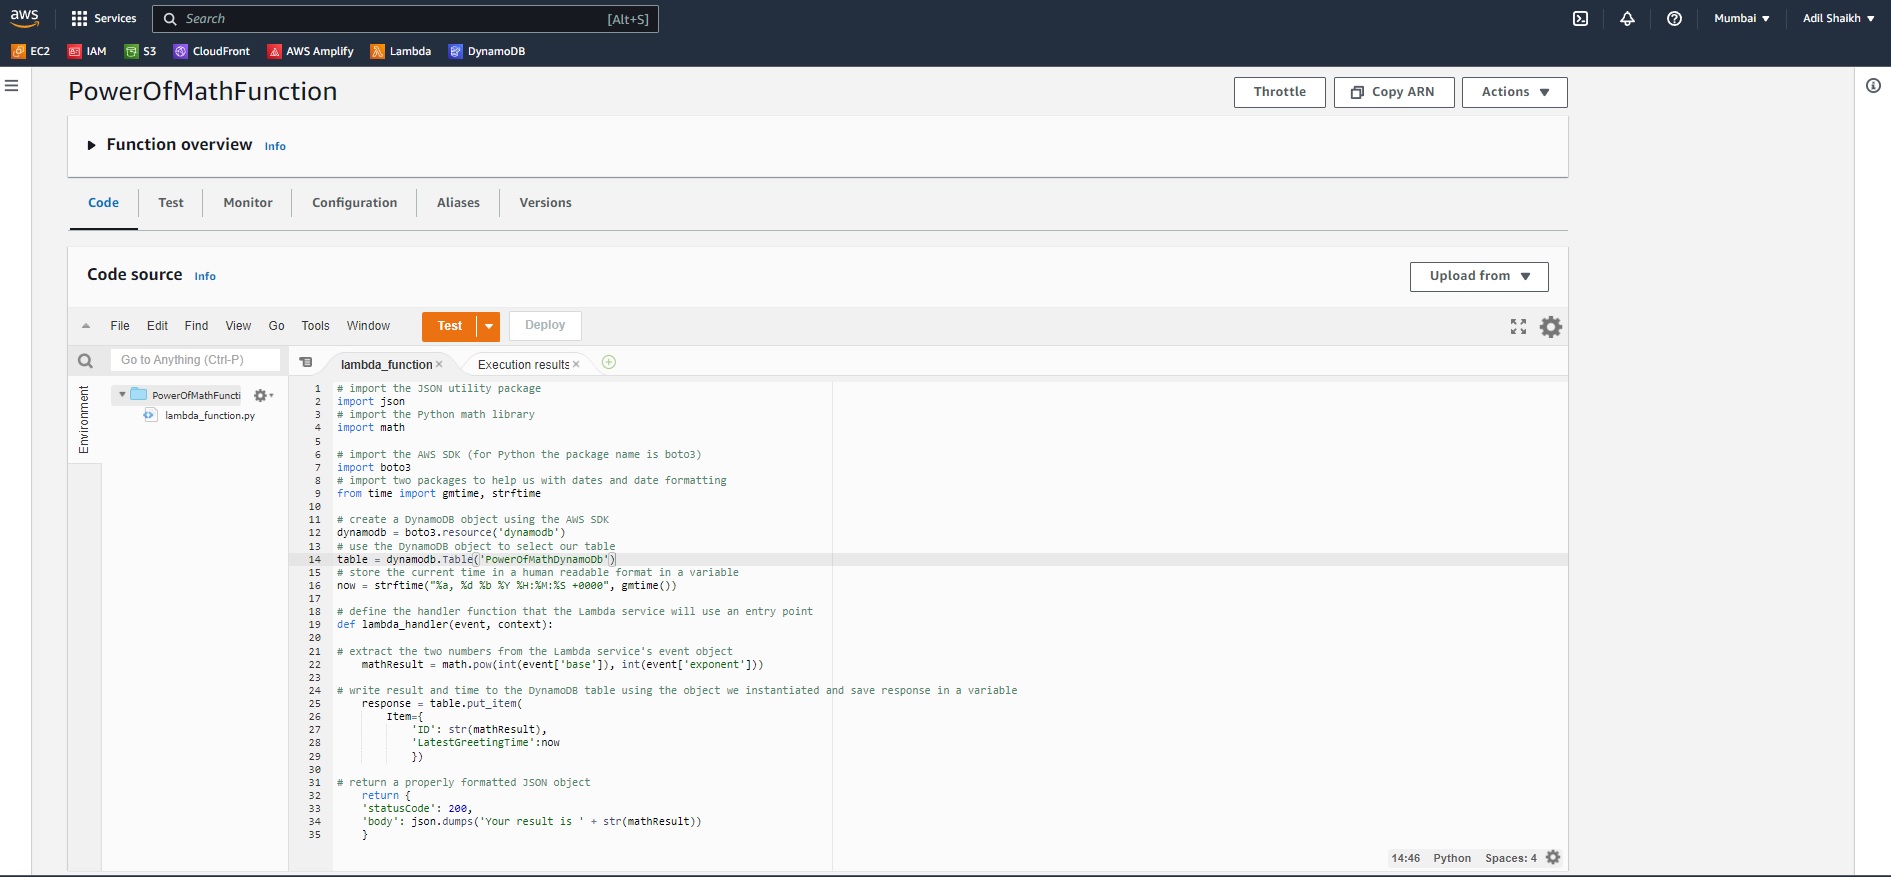 aws Services Search [Alt+S] Mumbai Adil Shaikh
EC2 IAM S3 CloudFront AWS Amplify Lambda DynamoDB
PowerOfMathFunction Throttle Copy ARN Actions
Function overview Info
Code Test Monitor Configuration Aliases Versions
Code source Info Upload from
File Edit Find View Go Tools Window Test Deploy
Go to Anything (Ctrl-P) lambda_function Execution results
Environment
PowerOfMathFuncti
lambda_function.py
1 # import the JSON utility package
2 import json
3 # import the Python math library
4 import math
5
6 # import the AWS SDK (for Python the package name is boto3)
7 import boto3
8 # import two packages to help us with dates and date formatting
9 from time import gmtime, strftime
10
11 # create a DynamoDB object using the AWS SDK
12 dynamodb = boto3.resource('dynamodb')
13 # use the DynamoDB object to select our table
14 table = dynamodb.Table('PowerOfMathDynamoDb')
15 # store the current time in a human readable format in a variable
16 now = strftime("%a, %d %b %Y %H:%M:%S +0000", gmtime())
17
18 # define the handler function that the Lambda service will use an entry point
19 def lambda_handler(event, context):
20
21 # extract the two numbers from the Lambda service's event object
22     mathResult = math.pow(int(event['base']), int(event['exponent']))
23
24 # write result and time to the DynamoDB table using the object we instantiated and save response in a variable
25     response = table.put_item(
26         Item={
27             'ID': str(mathResult),
28             'LatestGreetingTime':now
29             })
30
31 # return a properly formatted JSON object
32     return {
33     'statusCode': 200,
34     'body': json.dumps('Your result is ' + str(mathResult))
35     }
14:46 Python Spaces: 4